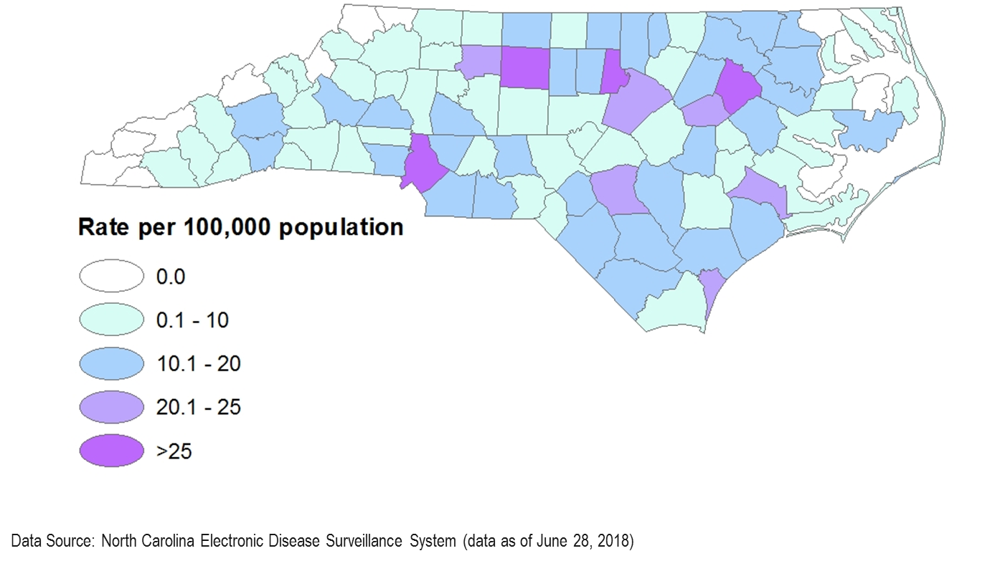 Rate per 100,000 population
0.0
0.1 - 10
10.1 - 20
20.1 - 25
>25
Data Source: North Carolina Electronic Disease Surveillance System (data as of June 28, 2018)